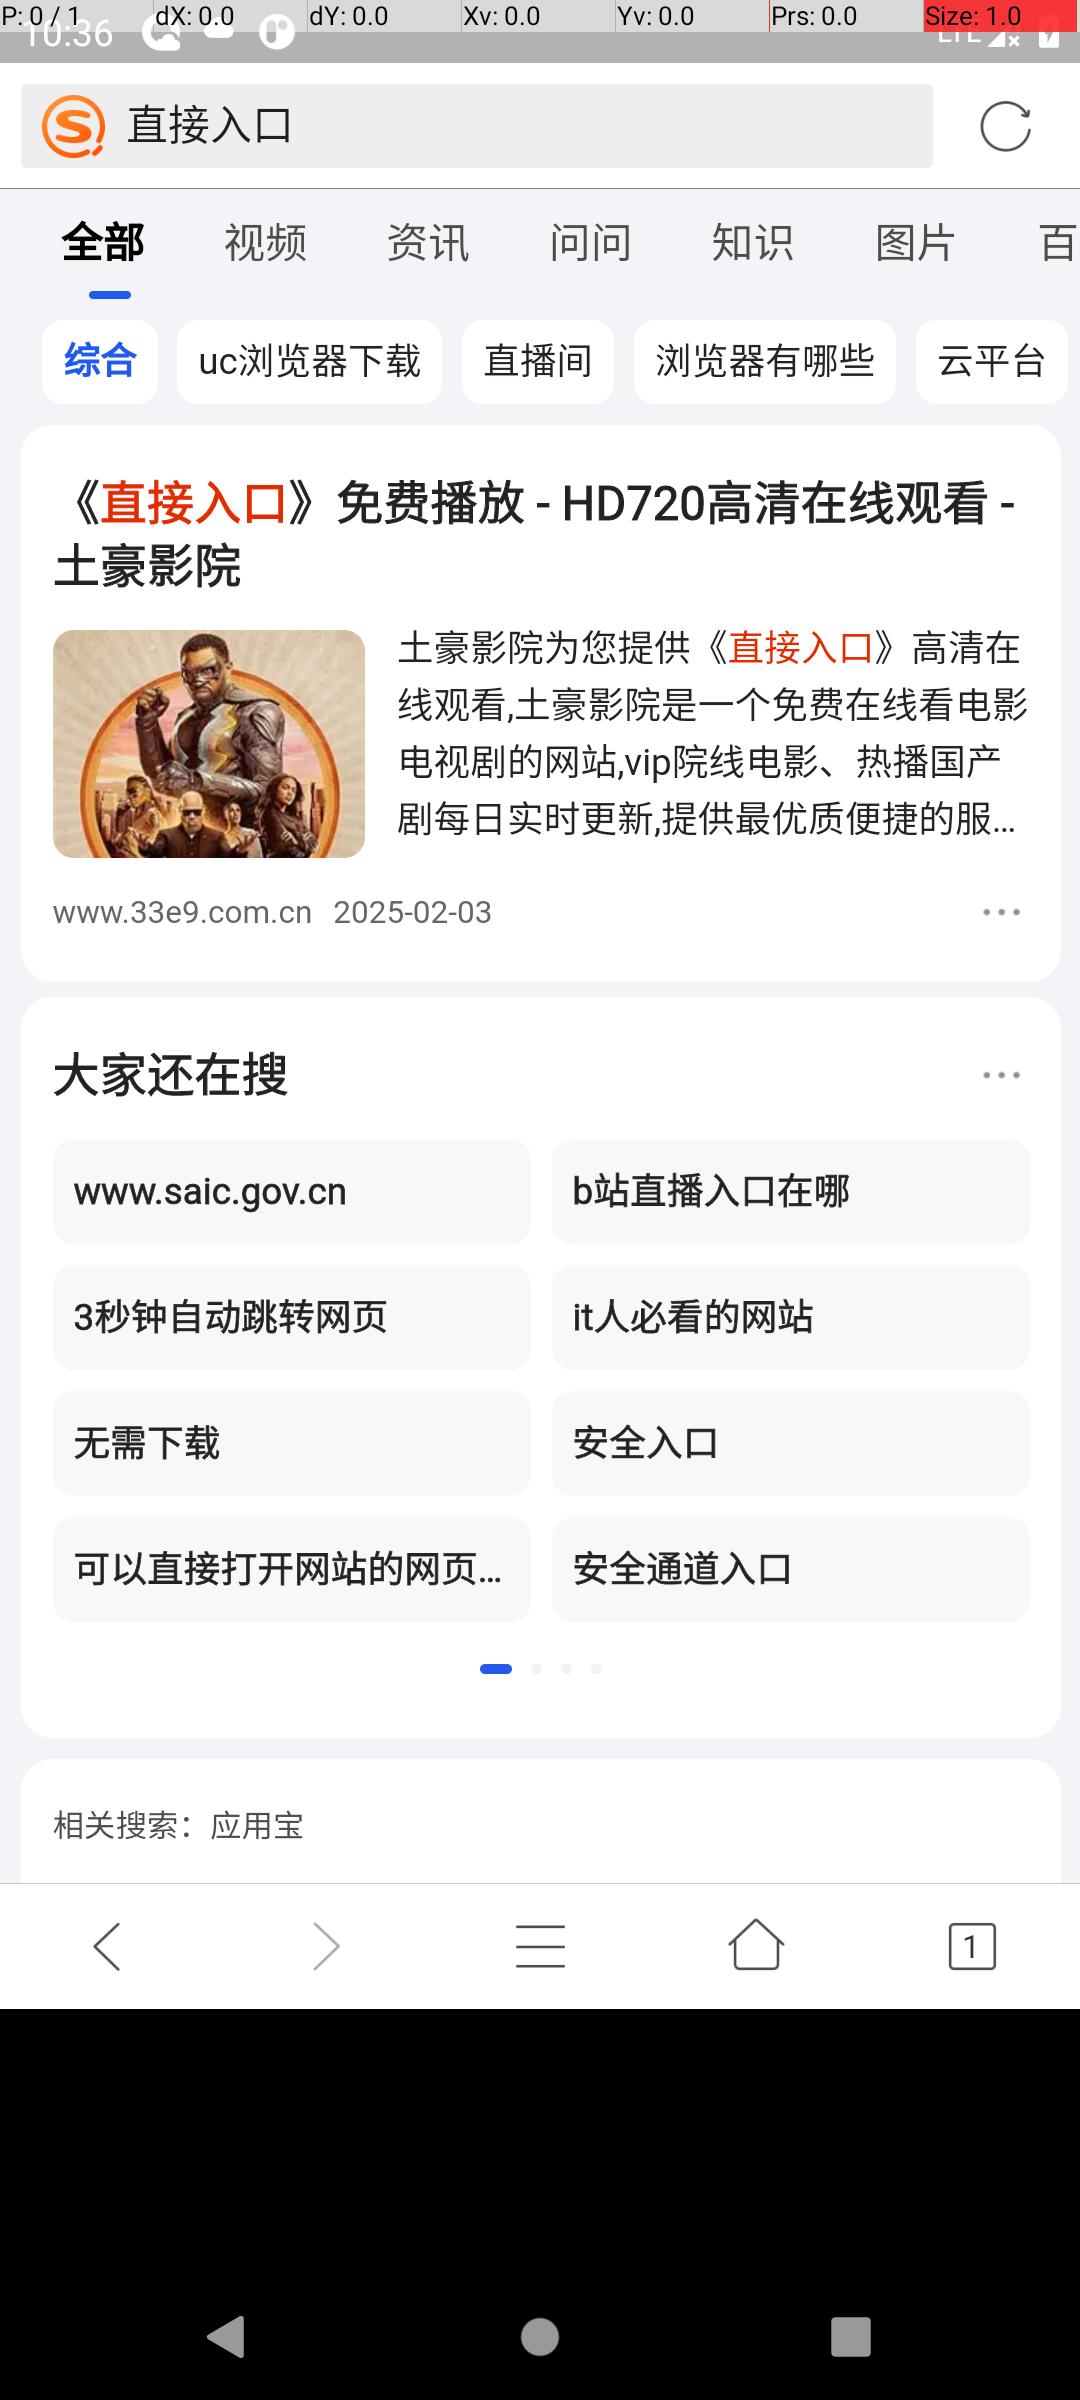 P: 0 / 1 dX: 0.0 dY: 0.0 Xv: 0.0 Yv: 0.0 Prs: 0.0 Size: 1.0
10:36 LTE
直接入口
全部 视频 资讯 问问 知识 图片 百
综合 uc浏览器下载 直播间 浏览器有哪些 云平台
《直接入口》免费播放 - HD720高清在线观看 -
土豪影院
土豪影院为您提供《直接入口》高清在
线观看,土豪影院是一个免费在线看电影
电视剧的网站,vip院线电影、热播国产
剧每日实时更新,提供最优质便捷的服...
www.33e9.com.cn 2025-02-03
大家还在搜
www.saic.gov.cn b站直播入口在哪
3秒钟自动跳转网页 it人必看的网站
无需下载 安全入口
可以直接打开网站的网页... 安全通道入口
相关搜索：应用宝
1